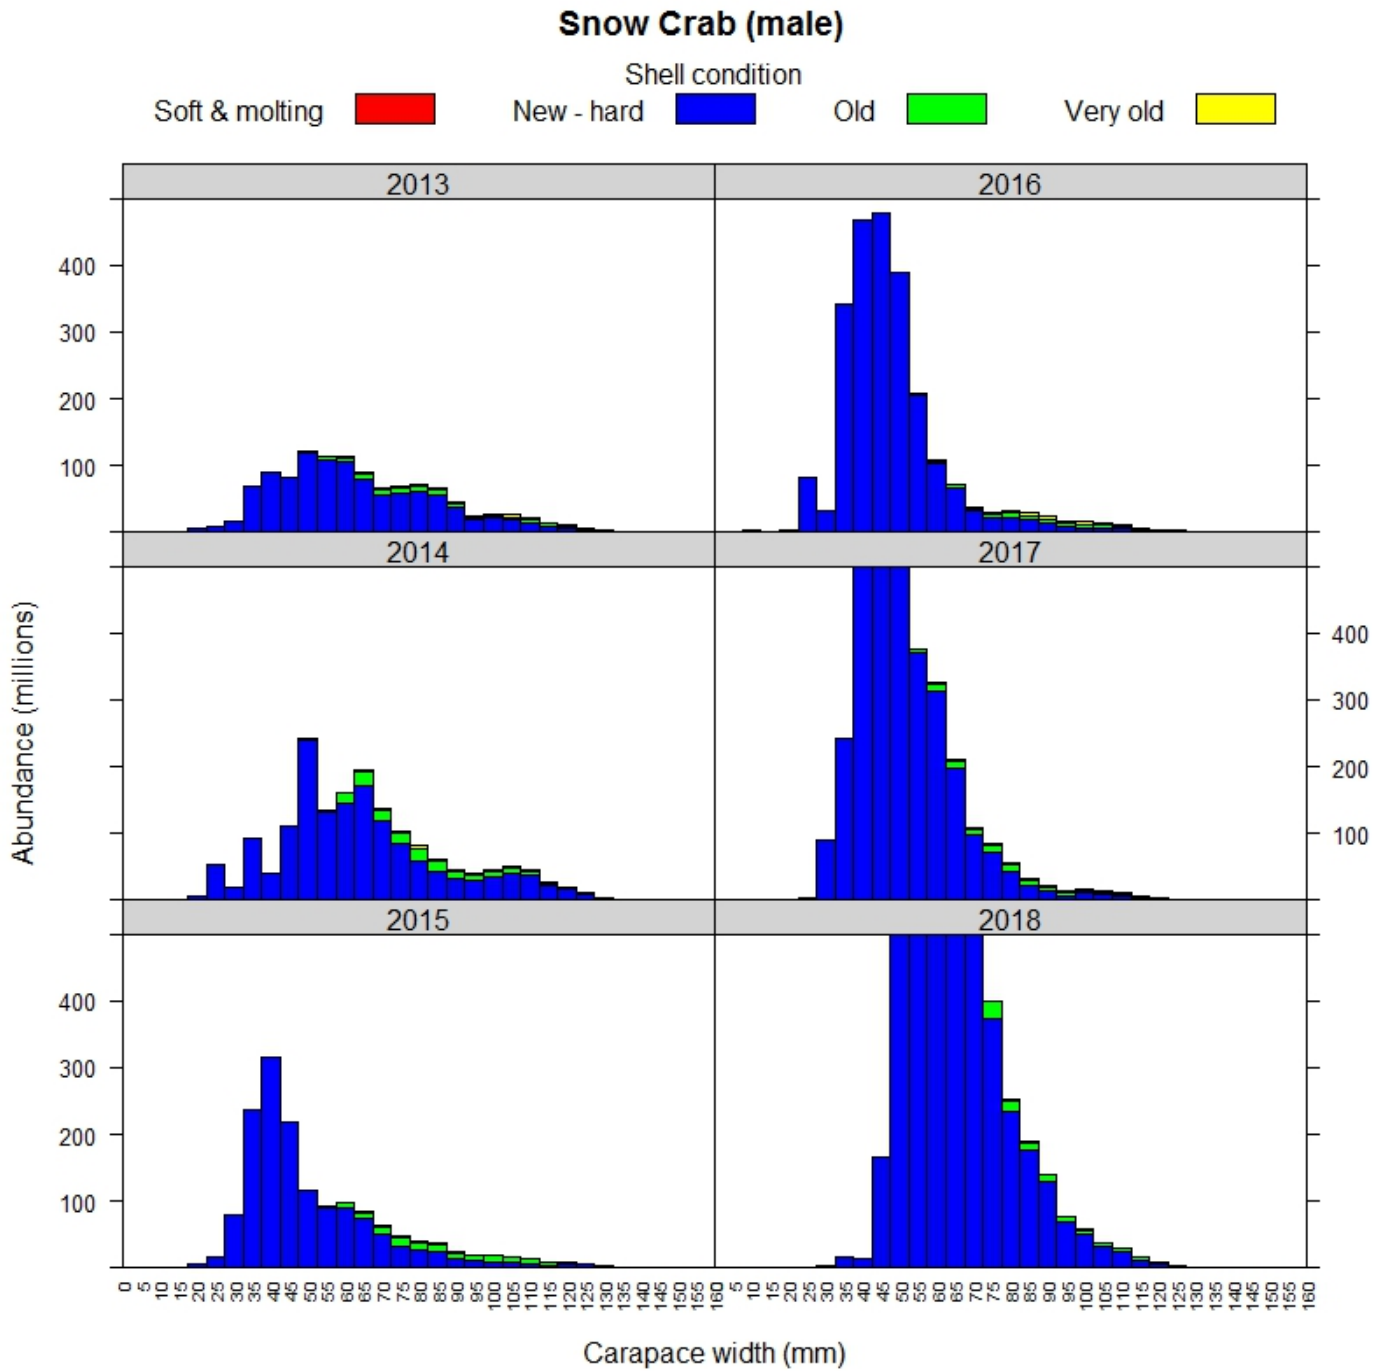 Snow Crab (male)
Shell condition
Soft & molting New - hard Old Very old
2013 2016
400
300
200
100
2014 2017
400
300
200
100
2015 2018
400
300
200
100
0 5 10 15 20 25 30 35 40 45 50 55 60 65 70 75 80 85 90 95 100 105 110 115 120 125 130 135 140 145 150 155 160 5 10 15 20 25 30 35 40 45 50 55 60 65 70 75 80 85 90 95 100 105 110 115 120 125 130 135 140 145 150 155 160
Abundance (millions)
Carapace width (mm)